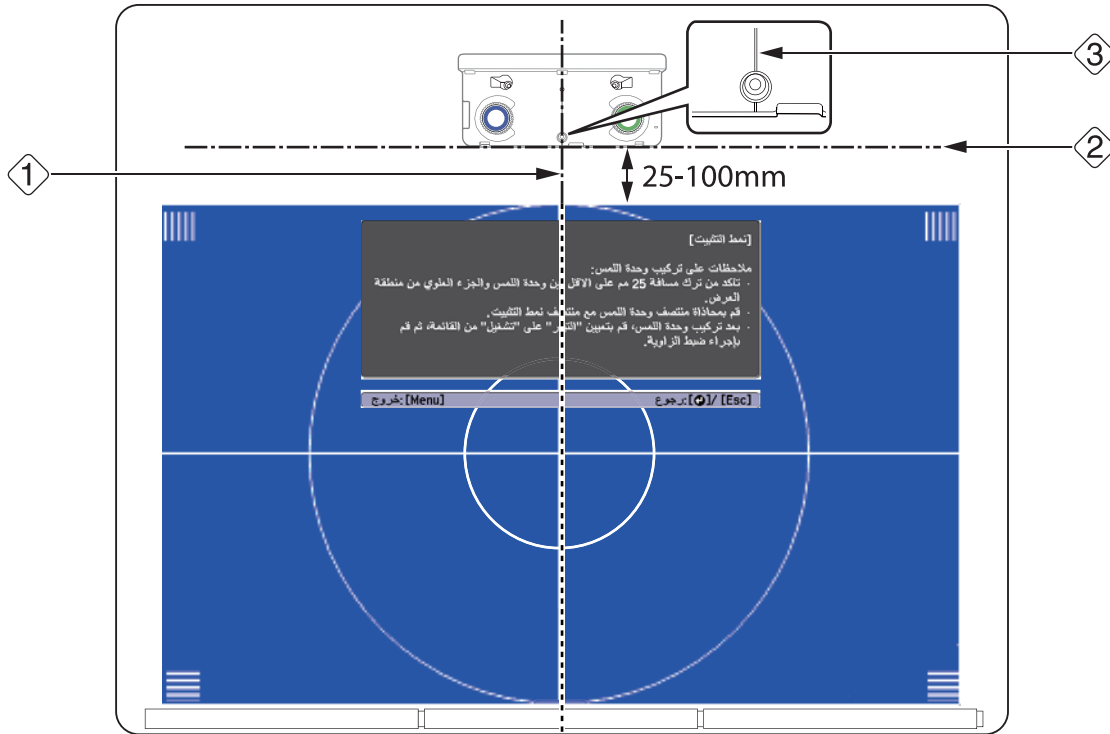 3
2
1
25-100mm
[نمط التثبيت]
ملاحظات على تركيب وحدة اللمس:
· تأكد من ترك مسافة 25 مم على الاقل بين وحدة اللمس والجزء العلوي من منطقة
العرض.
· قم بمحاذاة منتصف وحدة اللمس مع منتصف نمط التثبيت.
· بعد تركيب وحدة اللمس، قم بتعيين "التيار" على "تشغيل" من القائمة، ثم قم
بإجراء ضبط الزاوية.
[Esc] /[ ]:رجوع [Menu]:خروج